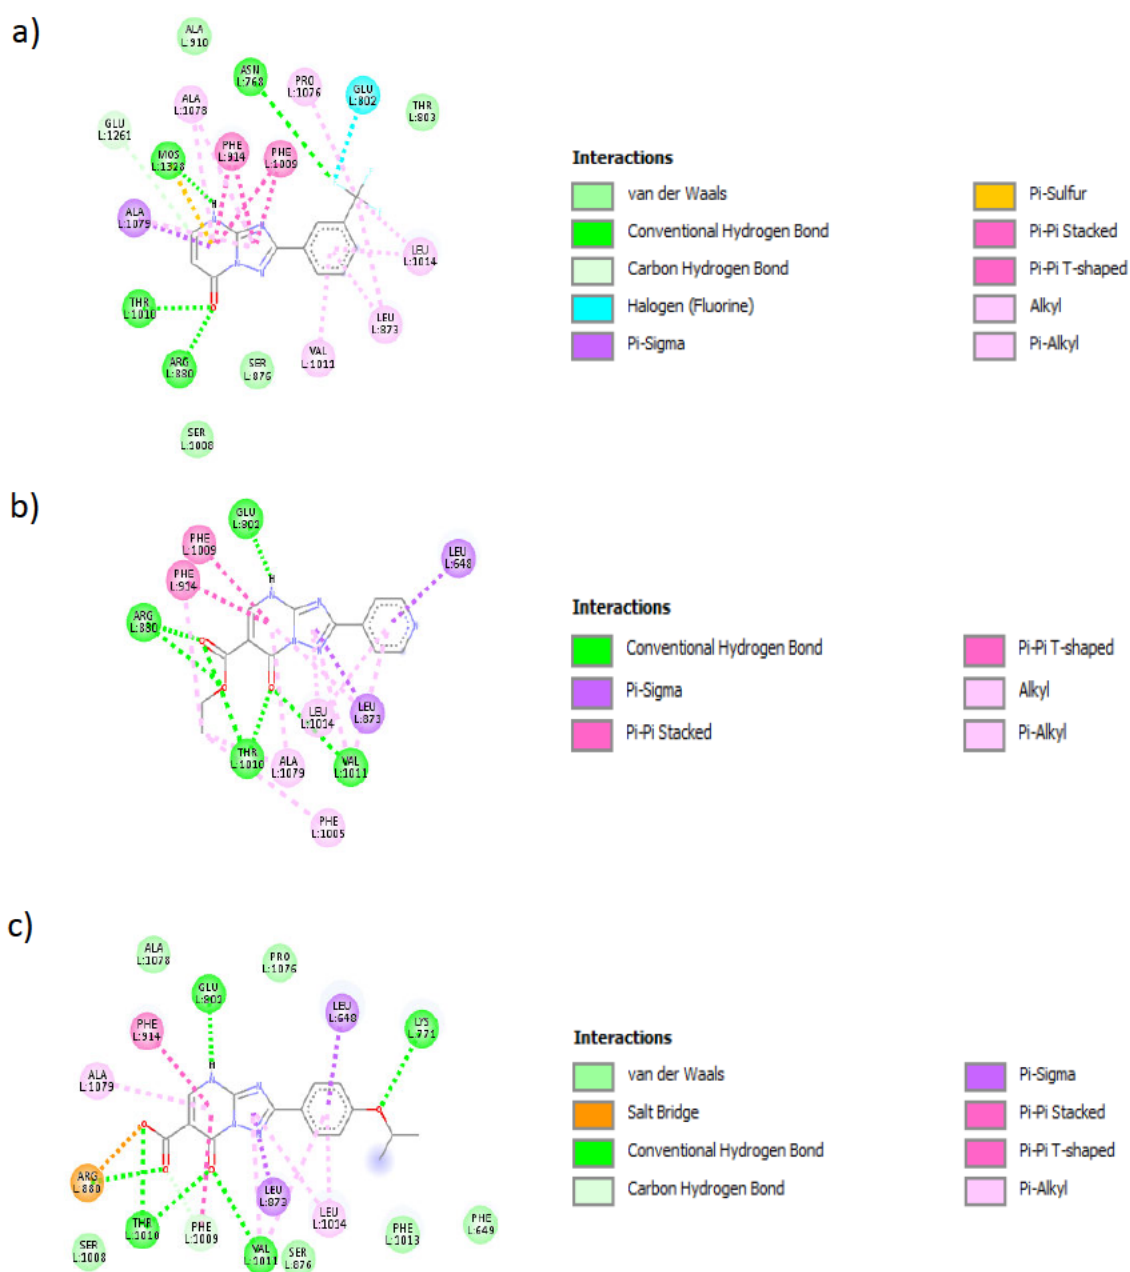 a)
ALA
L:910
ASN
L:768
PRO
L:1076
GLU
L:802
THR
L:803
ALA
L:1078
GLU
L:1261
MOS
L:1328
PHE
L:914
PHE
L:1009
ALA
L:1079
LEU
L:1014
THR
L:1010
LEU
L:873
ARG
L:880
SER
L:876
VAL
L:1011
SER
L:1008
H
N
N
N
N
O
Interactions
van der Waals
Conventional Hydrogen Bond
Carbon Hydrogen Bond
Halogen (Fluorine)
Pi-Sigma
Pi-Sulfur
Pi-Pi Stacked
Pi-Pi T-shaped
Alkyl
Pi-Alkyl
b)
GLU
L:802
PHE
L:1009
LEU
L:648
PHE
L:914
ARG
L:880
LEU
L:1014
LEU
L:873
THR
L:1010
ALA
L:1079
VAL
L:1011
PHE
L:1005
H
N
N
N
N
N
O
O
O
Interactions
Conventional Hydrogen Bond
Pi-Sigma
Pi-Pi Stacked
Pi-Pi T-shaped
Alkyl
Pi-Alkyl
c)
ALA
L:1078
PRO
L:1076
GLU
L:802
LEU
L:648
LYS
L:771
PHE
L:914
ALA
L:1079
ARG
L:880
LEU
L:873
LEU
L:1014
THR
L:1010
PHE
L:1009
VAL
L:1011
SER
L:876
PHE
L:1013
PHE
L:649
SER
L:1008
H
N
N
N
N
O
O
O
O
Interactions
van der Waals
Salt Bridge
Conventional Hydrogen Bond
Carbon Hydrogen Bond
Pi-Sigma
Pi-Pi Stacked
Pi-Pi T-shaped
Pi-Alkyl